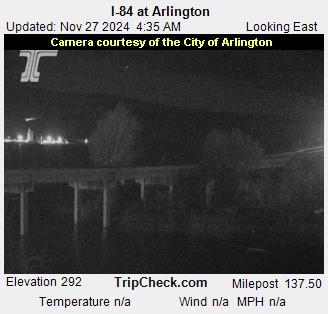 I-84 at Arlington
Updated: Nov 27 2024 4:35 AM Looking East
Camera courtesy of the City of Arlington
Elevation 292 TripCheck.com Milepost 137.50
Temperature n/a Wind n/a MPH n/a